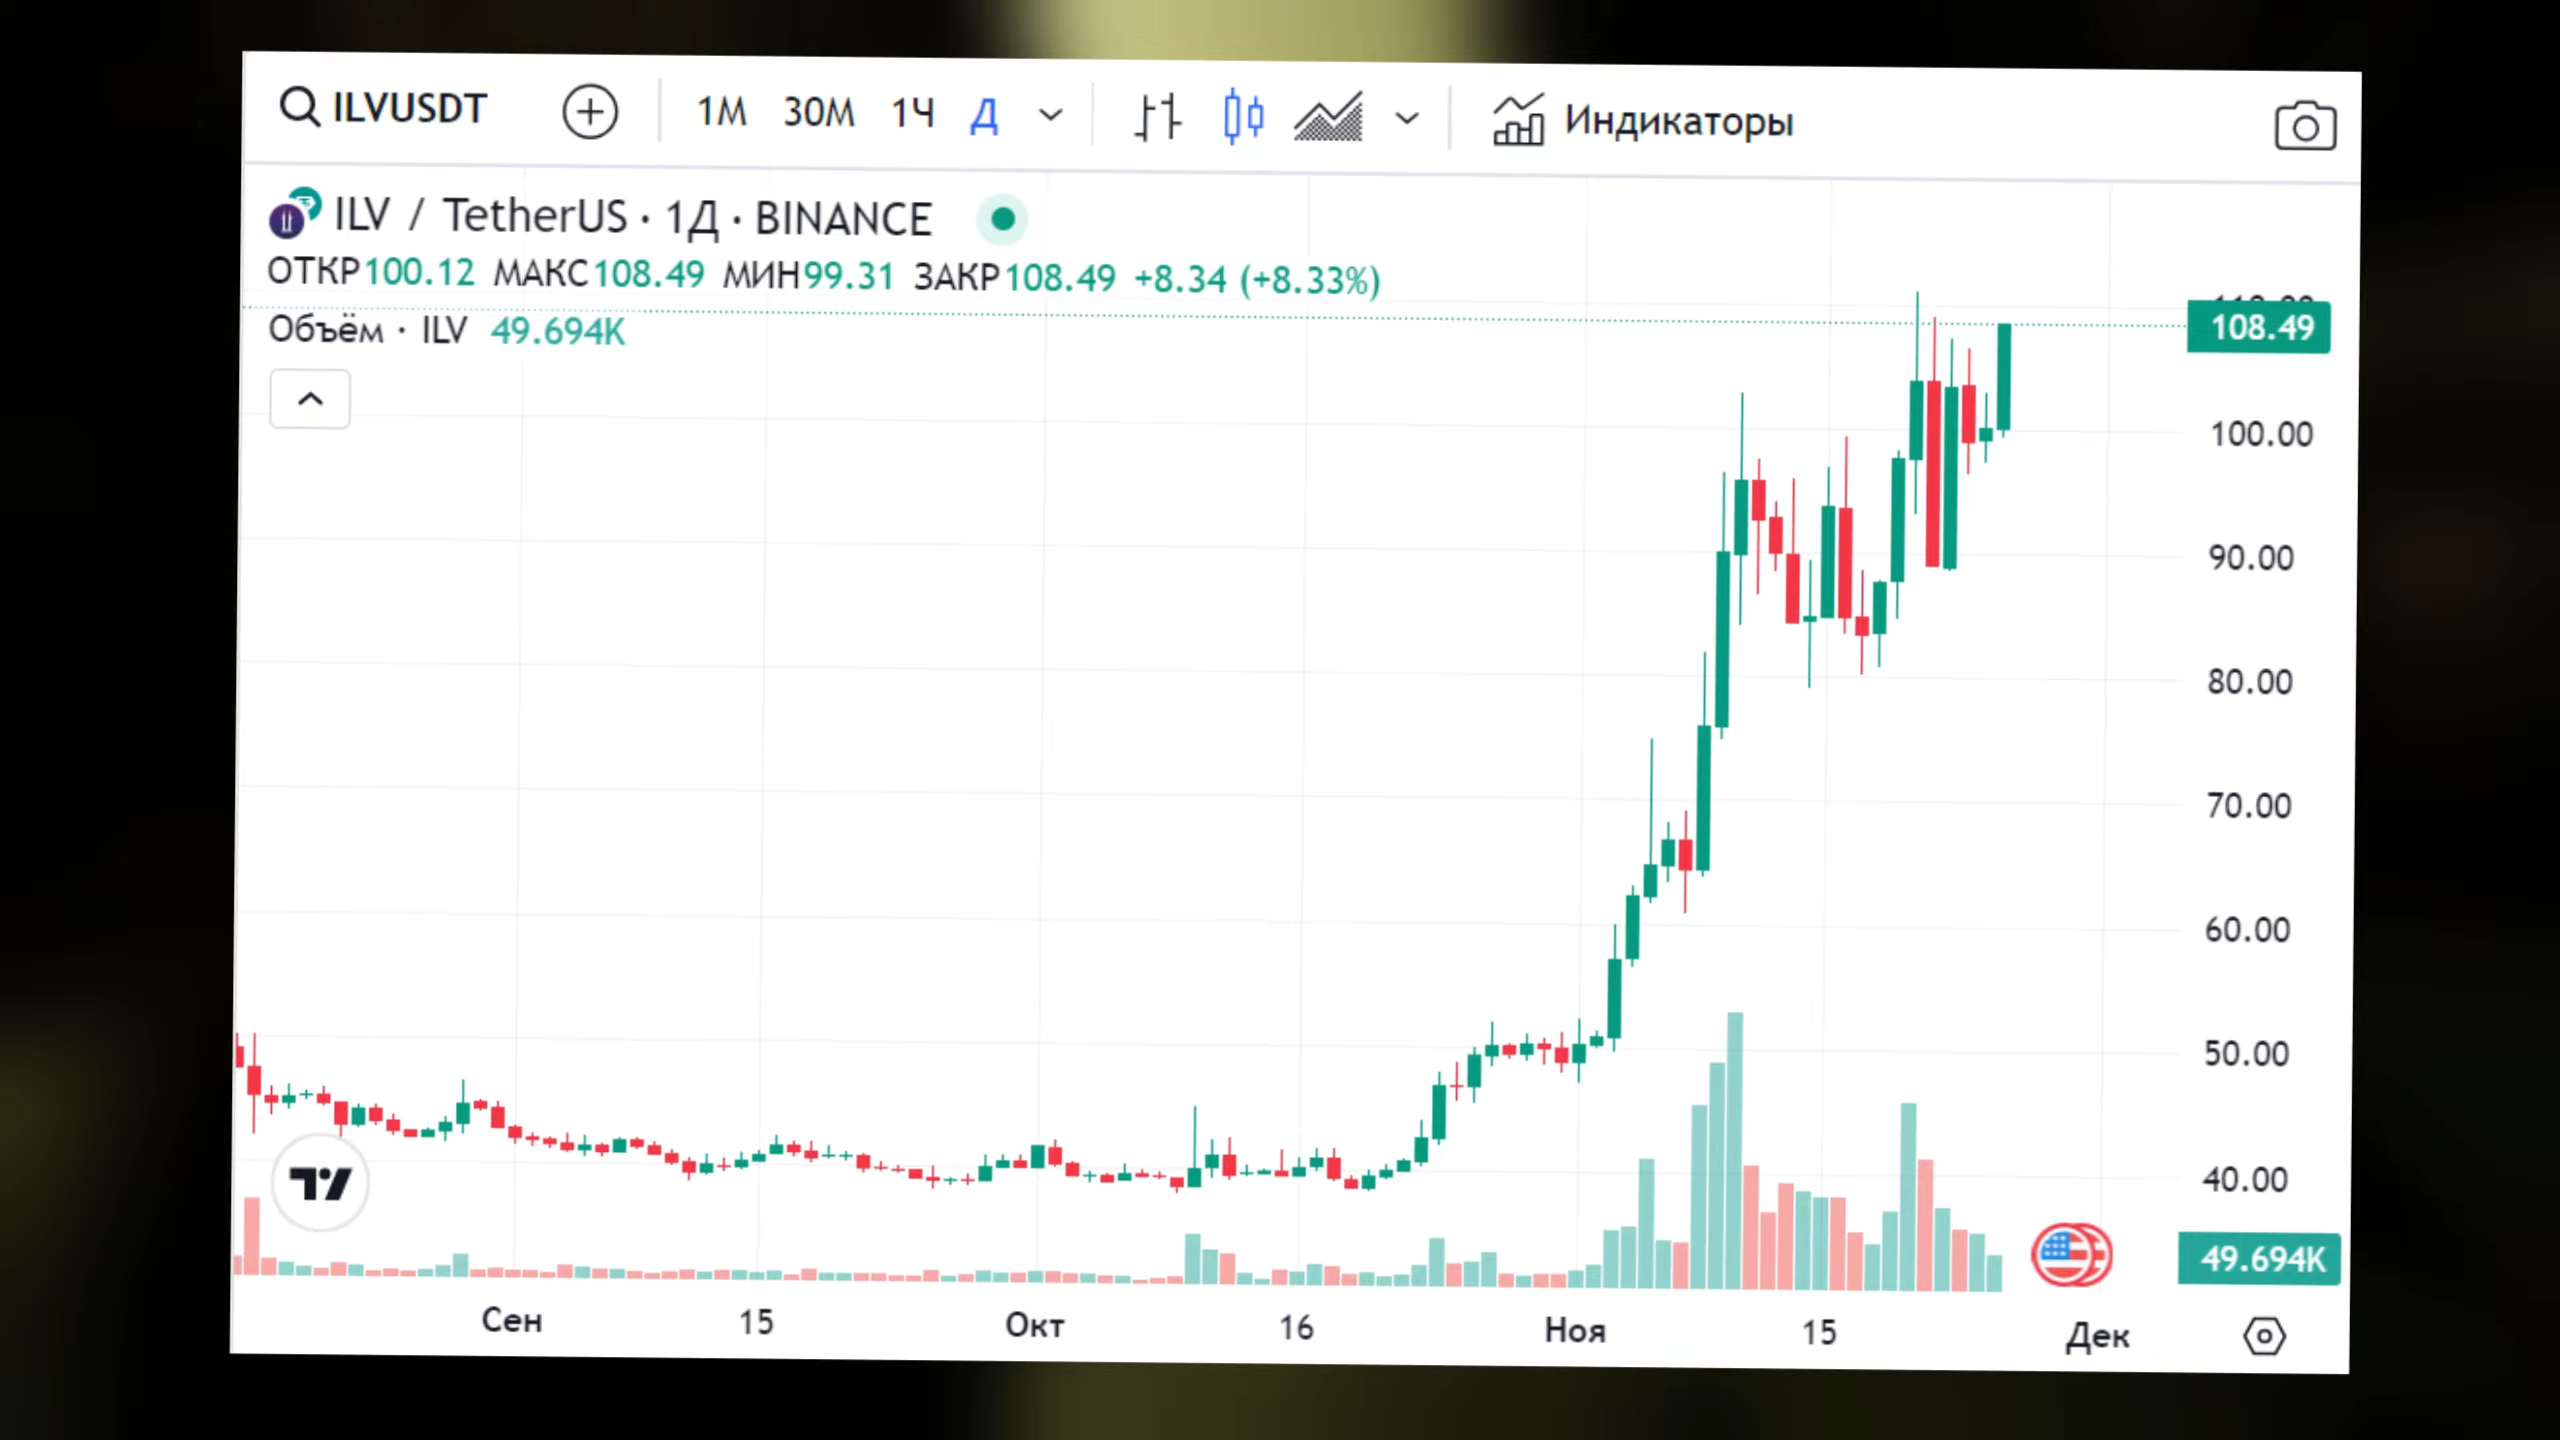 ILVUSDT 1М 30М 1Ч Д Индикаторы
ILV / TetherUS · 1Д · BINANCE
ОТКР100.12 МАКС108.49 МИН99.31 ЗАКР108.49 +8.34 (+8.33%)
Объём · ILV 49.694K
108.49
100.00
90.00
80.00
70.00
60.00
50.00
40.00
49.694K
Сен 15 Окт 16 Ноя 15 Дек